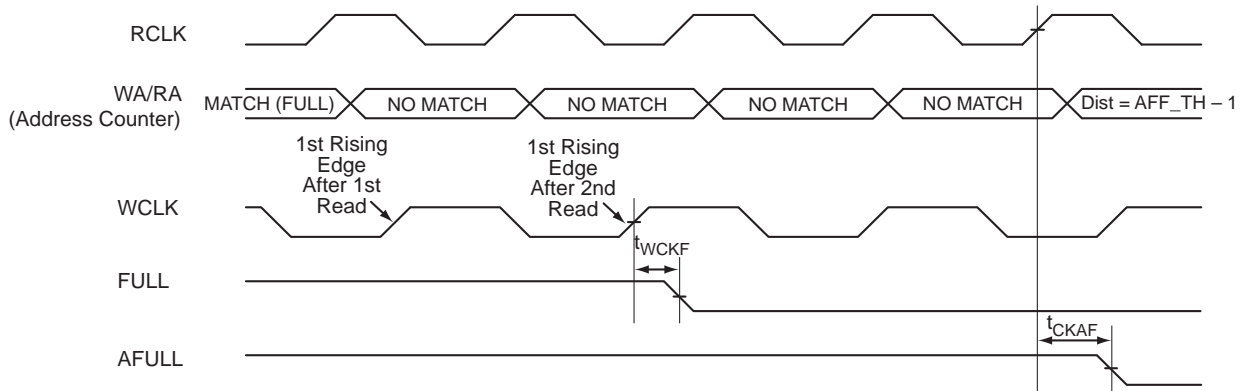 RCLK
WA/RA
(Address Counter)
MATCH (FULL)
NO MATCH
NO MATCH
NO MATCH
NO MATCH
Dist = AFF_TH – 1
1st Rising
Edge
After 1st
Read
1st Rising
Edge
After 2nd
Read
WCLK
tWCKF
FULL
tCKAF
AFULL